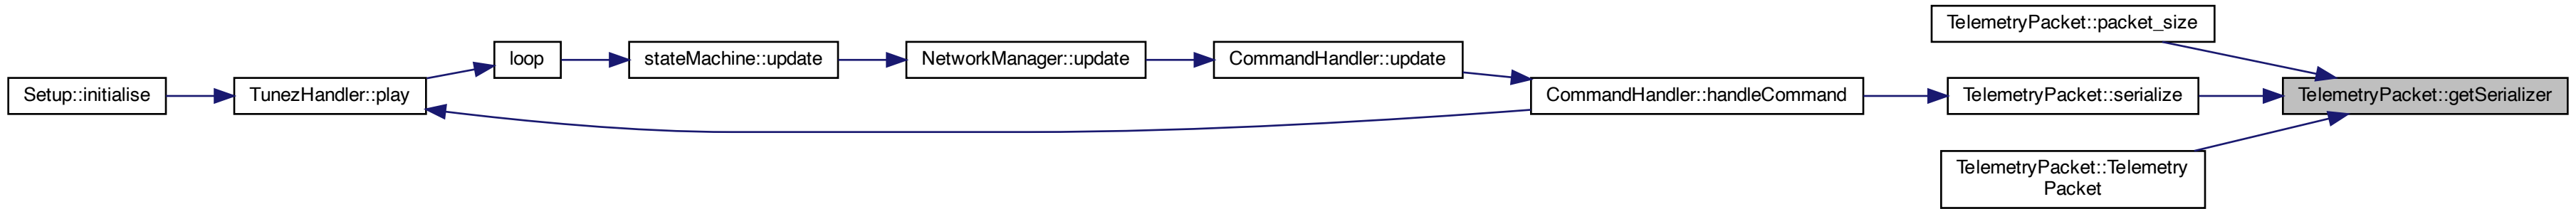 Setup::initialise
TunezHandler::play
loop
stateMachine::update
NetworkManager::update
CommandHandler::update
CommandHandler::handleCommand
TelemetryPacket::packet_size
TelemetryPacket::serialize
TelemetryPacket::Telemetry
Packet
TelemetryPacket::getSerializer